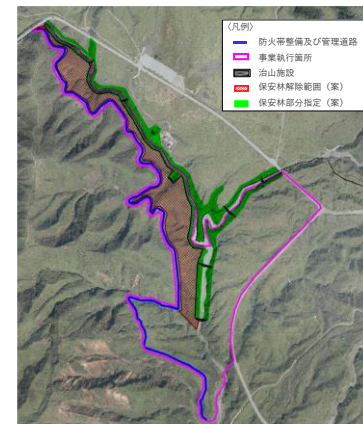 〈凡例〉
防火帯整備及び管理道路
事業執行箇所
治山施設
保安林解除範囲（案）
保安林部分指定（案）